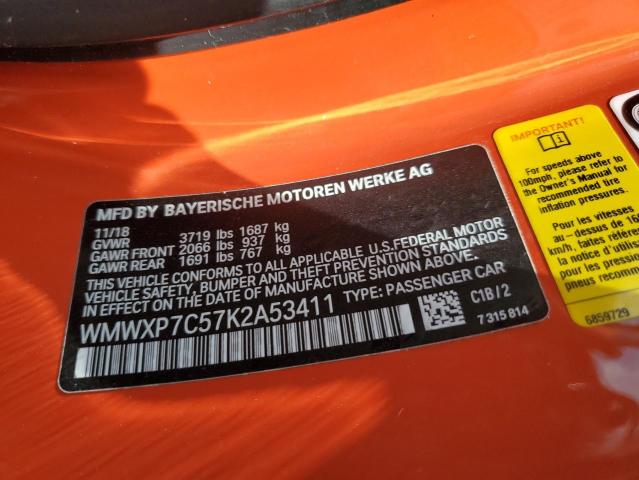 MFD BY BAYERISCHE MOTOREN WERKE AG
11/18
GVWR 3719 lbs 1687 kg
GAWR FRONT 2066 lbs 937 kg
GAWR REAR 1691 lbs 767 kg
THIS VEHICLE CONFORMS TO ALL APPLICABLE U.S.FEDERAL MOTOR
VEHICLE SAFETY, BUMPER, AND THEFT PREVENTION STANDARDS
IN EFFECT ON THE DATE OF MANUFACTURE SHOWN ABOVE.
WMWXP7C57K2A53411 TYPE: PASSENGER CAR
C1B/2
7 315 814
IMPORTANT!
For speeds above
100mph, please refer to
the Owner's Manual for
recommended tire
inflation pressures.
Pour les vitesses
au-dessus de
km/h, faites
la notice d'utilis
pressions de
pneus
6859729